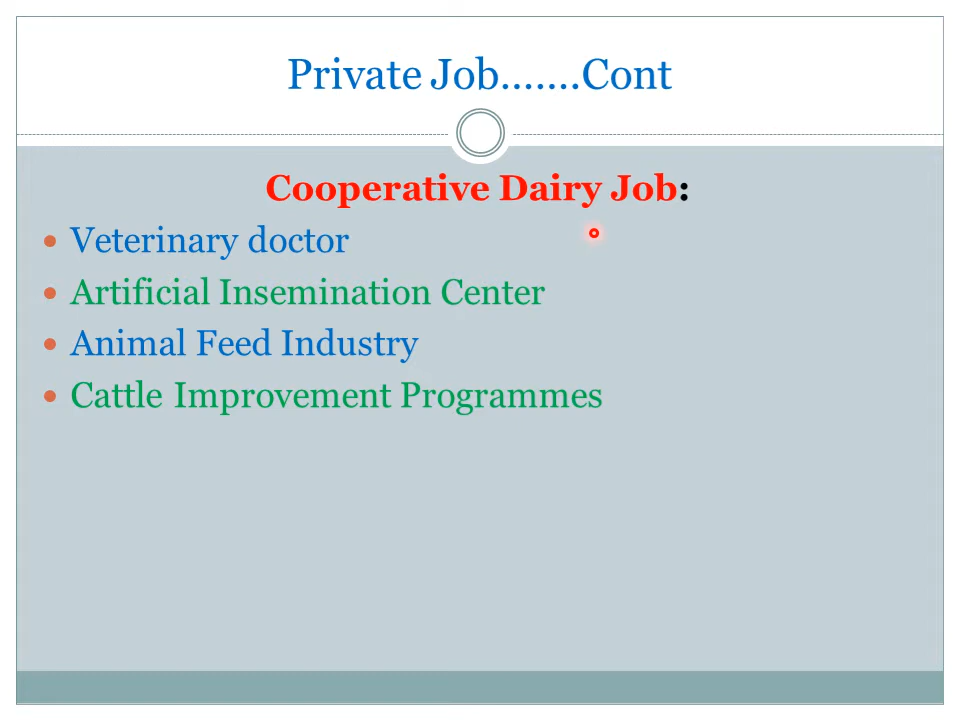 Private Job.......Cont
Cooperative Dairy Job:
• Veterinary doctor
• Artificial Insemination Center
• Animal Feed Industry
• Cattle Improvement Programmes